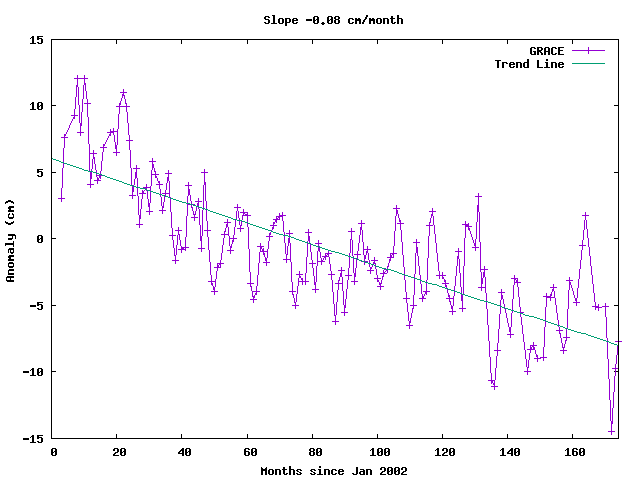 Slope -0.08 cm/month
GRACE
Trend Line
15
10
5
0
-5
-10
-15
Anomaly (cm)
0 20 40 60 80 100 120 140 160
Months since Jan 2002